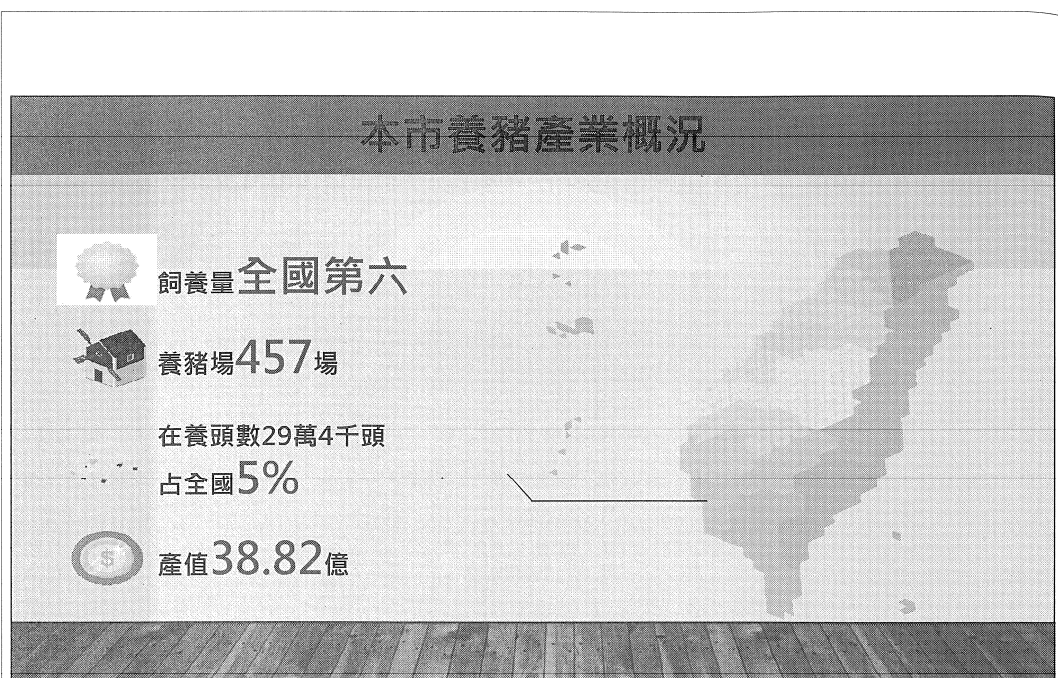 本市養豬產業概況
飼養量全國第六
養豬場457場
在養頭數29萬4千頭
占全國5%
產值38.82億